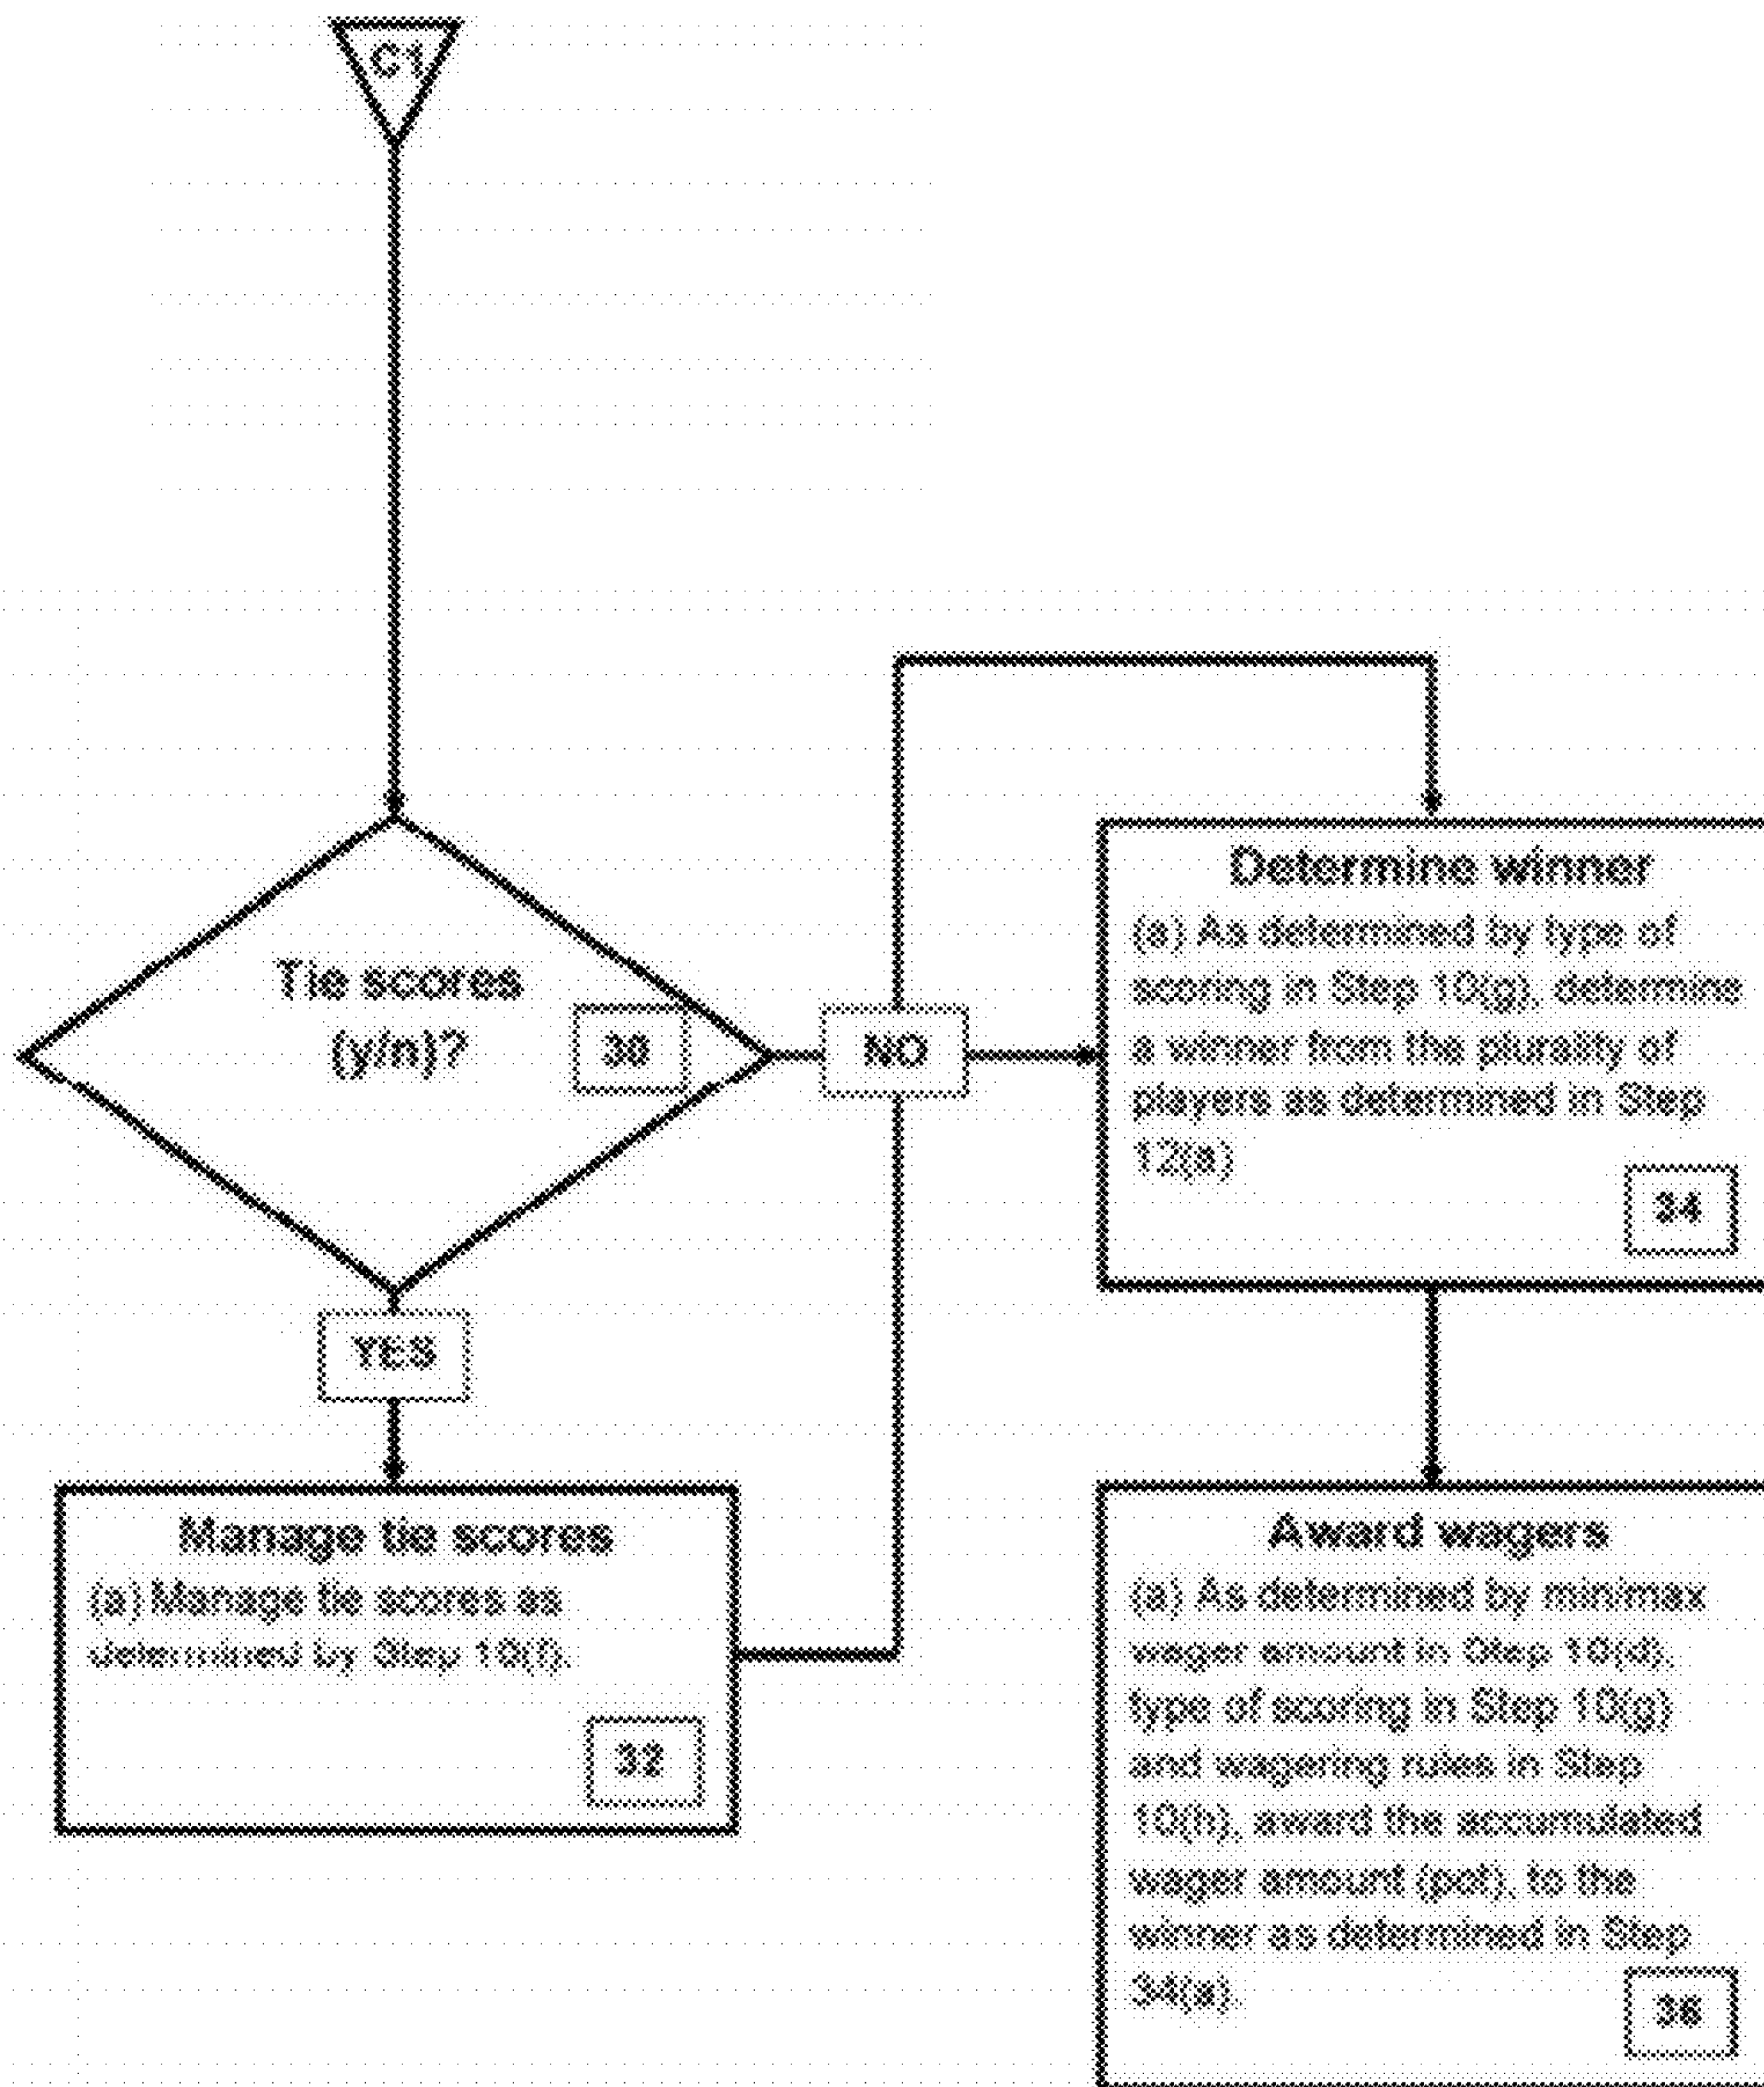 C1
Tie scores
(y/n)?
30
NO
YES
Manage tie scores
(a) Manage tie scores as
determined by Step 10(f).
32
Determine winner
(a) As determined by type of
scoring in Step 10(g), determine
a winner from the plurality of
players as determined in Step
12(a)
34
Award wagers
(a) As determined by minimax
wager amount in Step 10(d),
type of scoring in Step 10(g)
and wagering rules in Step
10(h), award the accumulated
wager amount (pot), to the
winner as determined in Step
34(a).
36